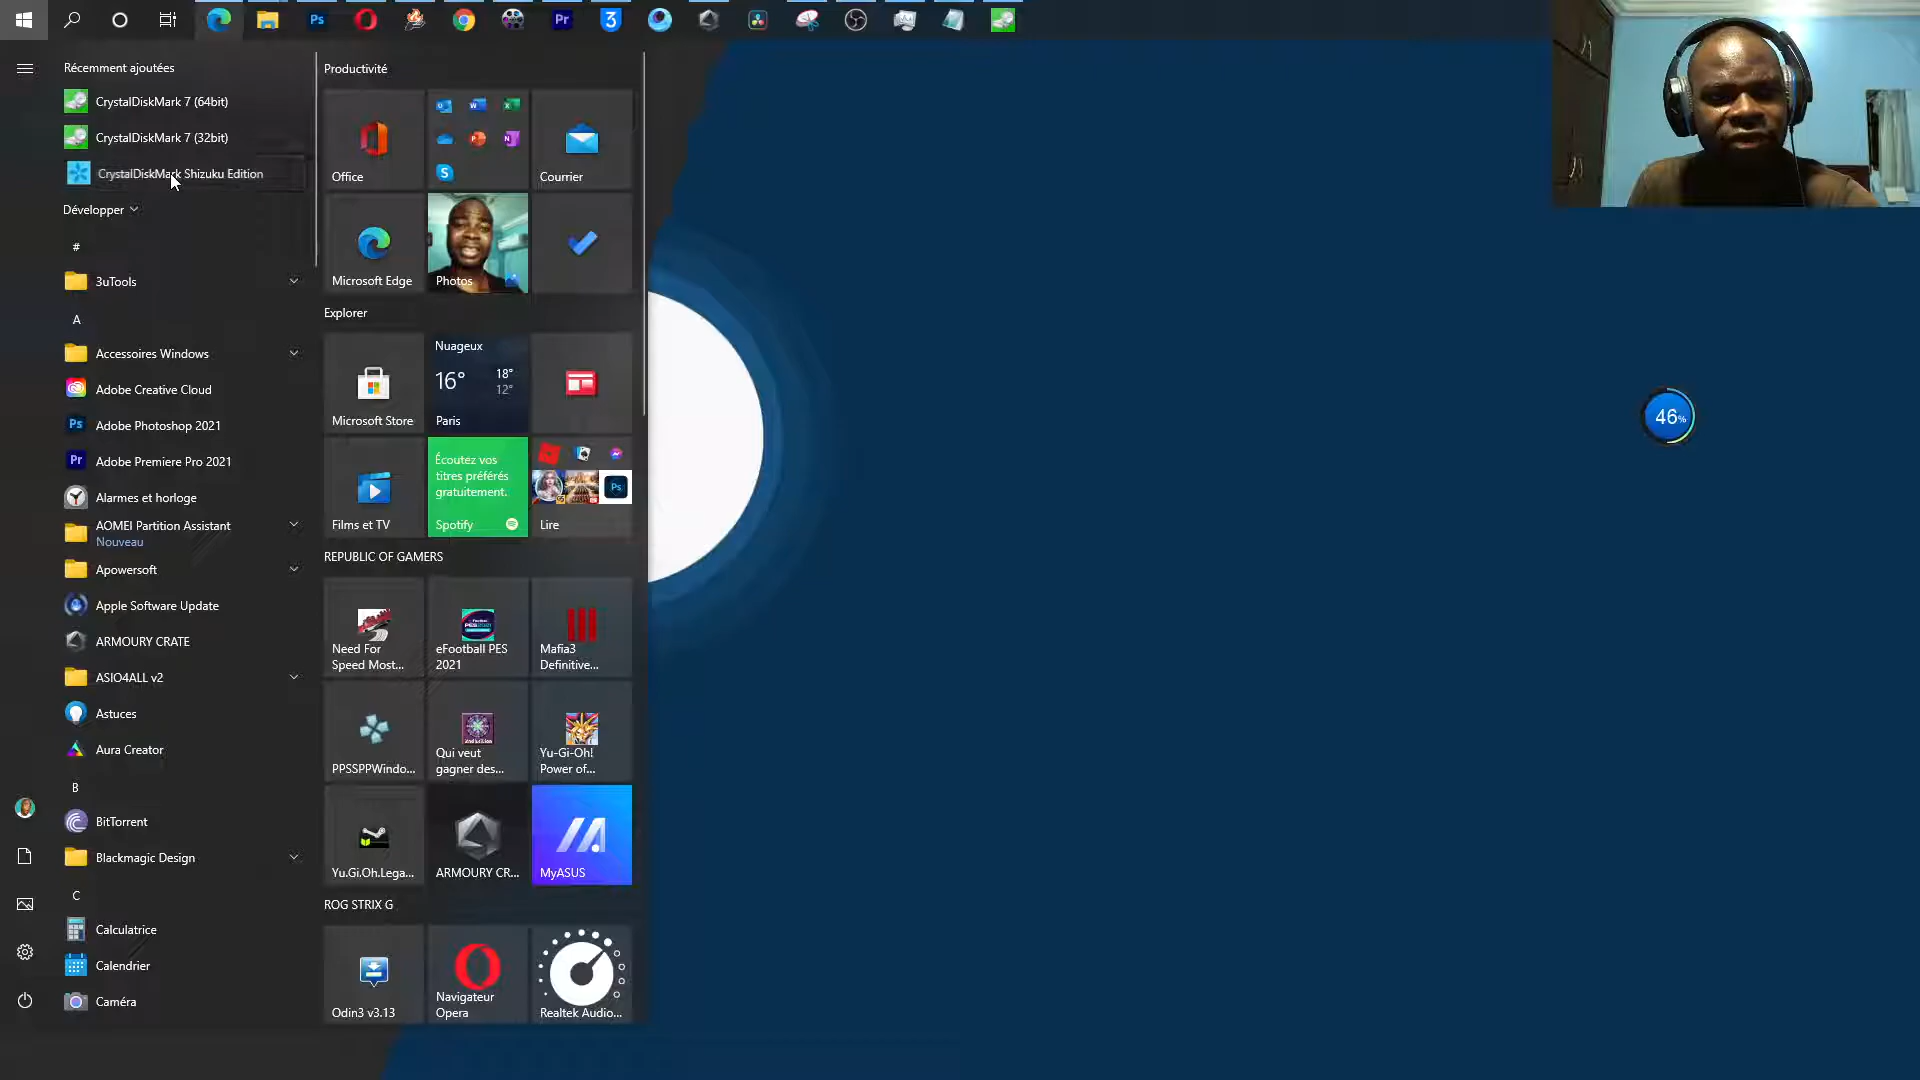 Récemment ajoutées
CrystalDiskMark 7 (64bit)
CrystalDiskMark 7 (32bit)
CrystalDiskMark Shizuku Edition
Développer
#
3uTools
A
Accessoires Windows
Adobe Creative Cloud
Adobe Photoshop 2021
Adobe Premiere Pro 2021
Alarmes et horloge
AOMEI Partition Assistant
Nouveau
Apowersoft
Apple Software Update
ARMOURY CRATE
ASIO4ALL v2
Astuces
Aura Creator
B
BitTorrent
Blackmagic Design
C
Calculatrice
Calendrier
Caméra
Productivité
Office
Courrier
Microsoft Edge
Photos
Explorer
Microsoft Store
Nuageux
16°
18°
12°
Paris
Films et TV
Écoutez vos
titres préférés
gratuitement.
Spotify
Lire
REPUBLIC OF GAMERS
Need For
Speed Most...
eFootball PES
2021
Mafia3
Definitive...
PPSSPPWindo...
Qui veut
gagner des...
Yu-Gi-Oh!
Power of...
Yu.Gi.Oh.Lega...
ARMOURY CR...
MyASUS
ROG STRIX G
Odin3 v3.13
Navigateur
Opera
Realtek Audio...
46%